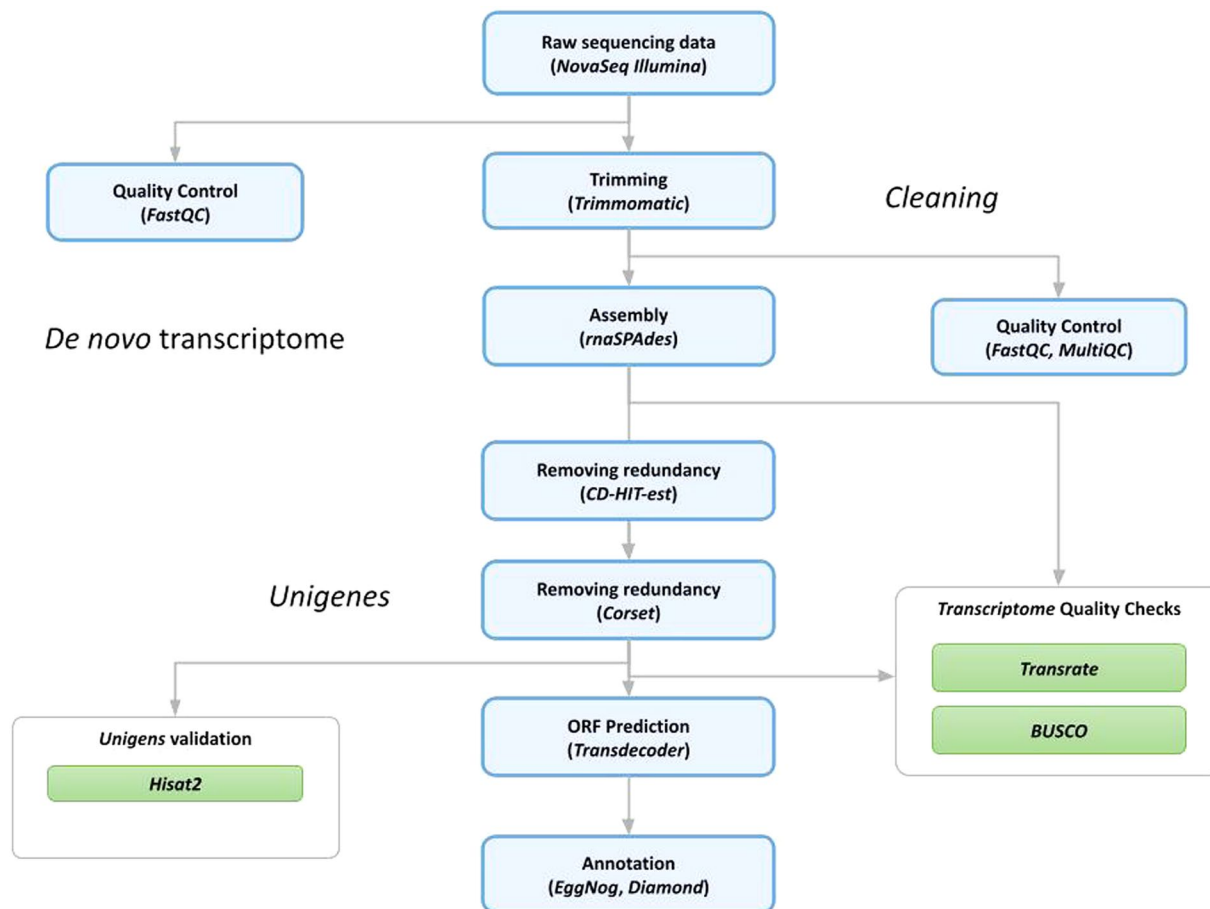 Raw sequencing data
(NovaSeq Illumina)
Quality Control
(FastQC)
Trimming
(Trimmomatic)
Cleaning
De novo transcriptome
Assembly
(rnaSPAdes)
Quality Control
(FastQC, MultiQC)
Removing redundancy
(CD-HIT-est)
Unigenes
Removing redundancy
(Corset)
Transcriptome Quality Checks
Transrate
BUSCO
Unigens validation
Hisat2
ORF Prediction
(Transdecoder)
Annotation
(EggNog, Diamond)